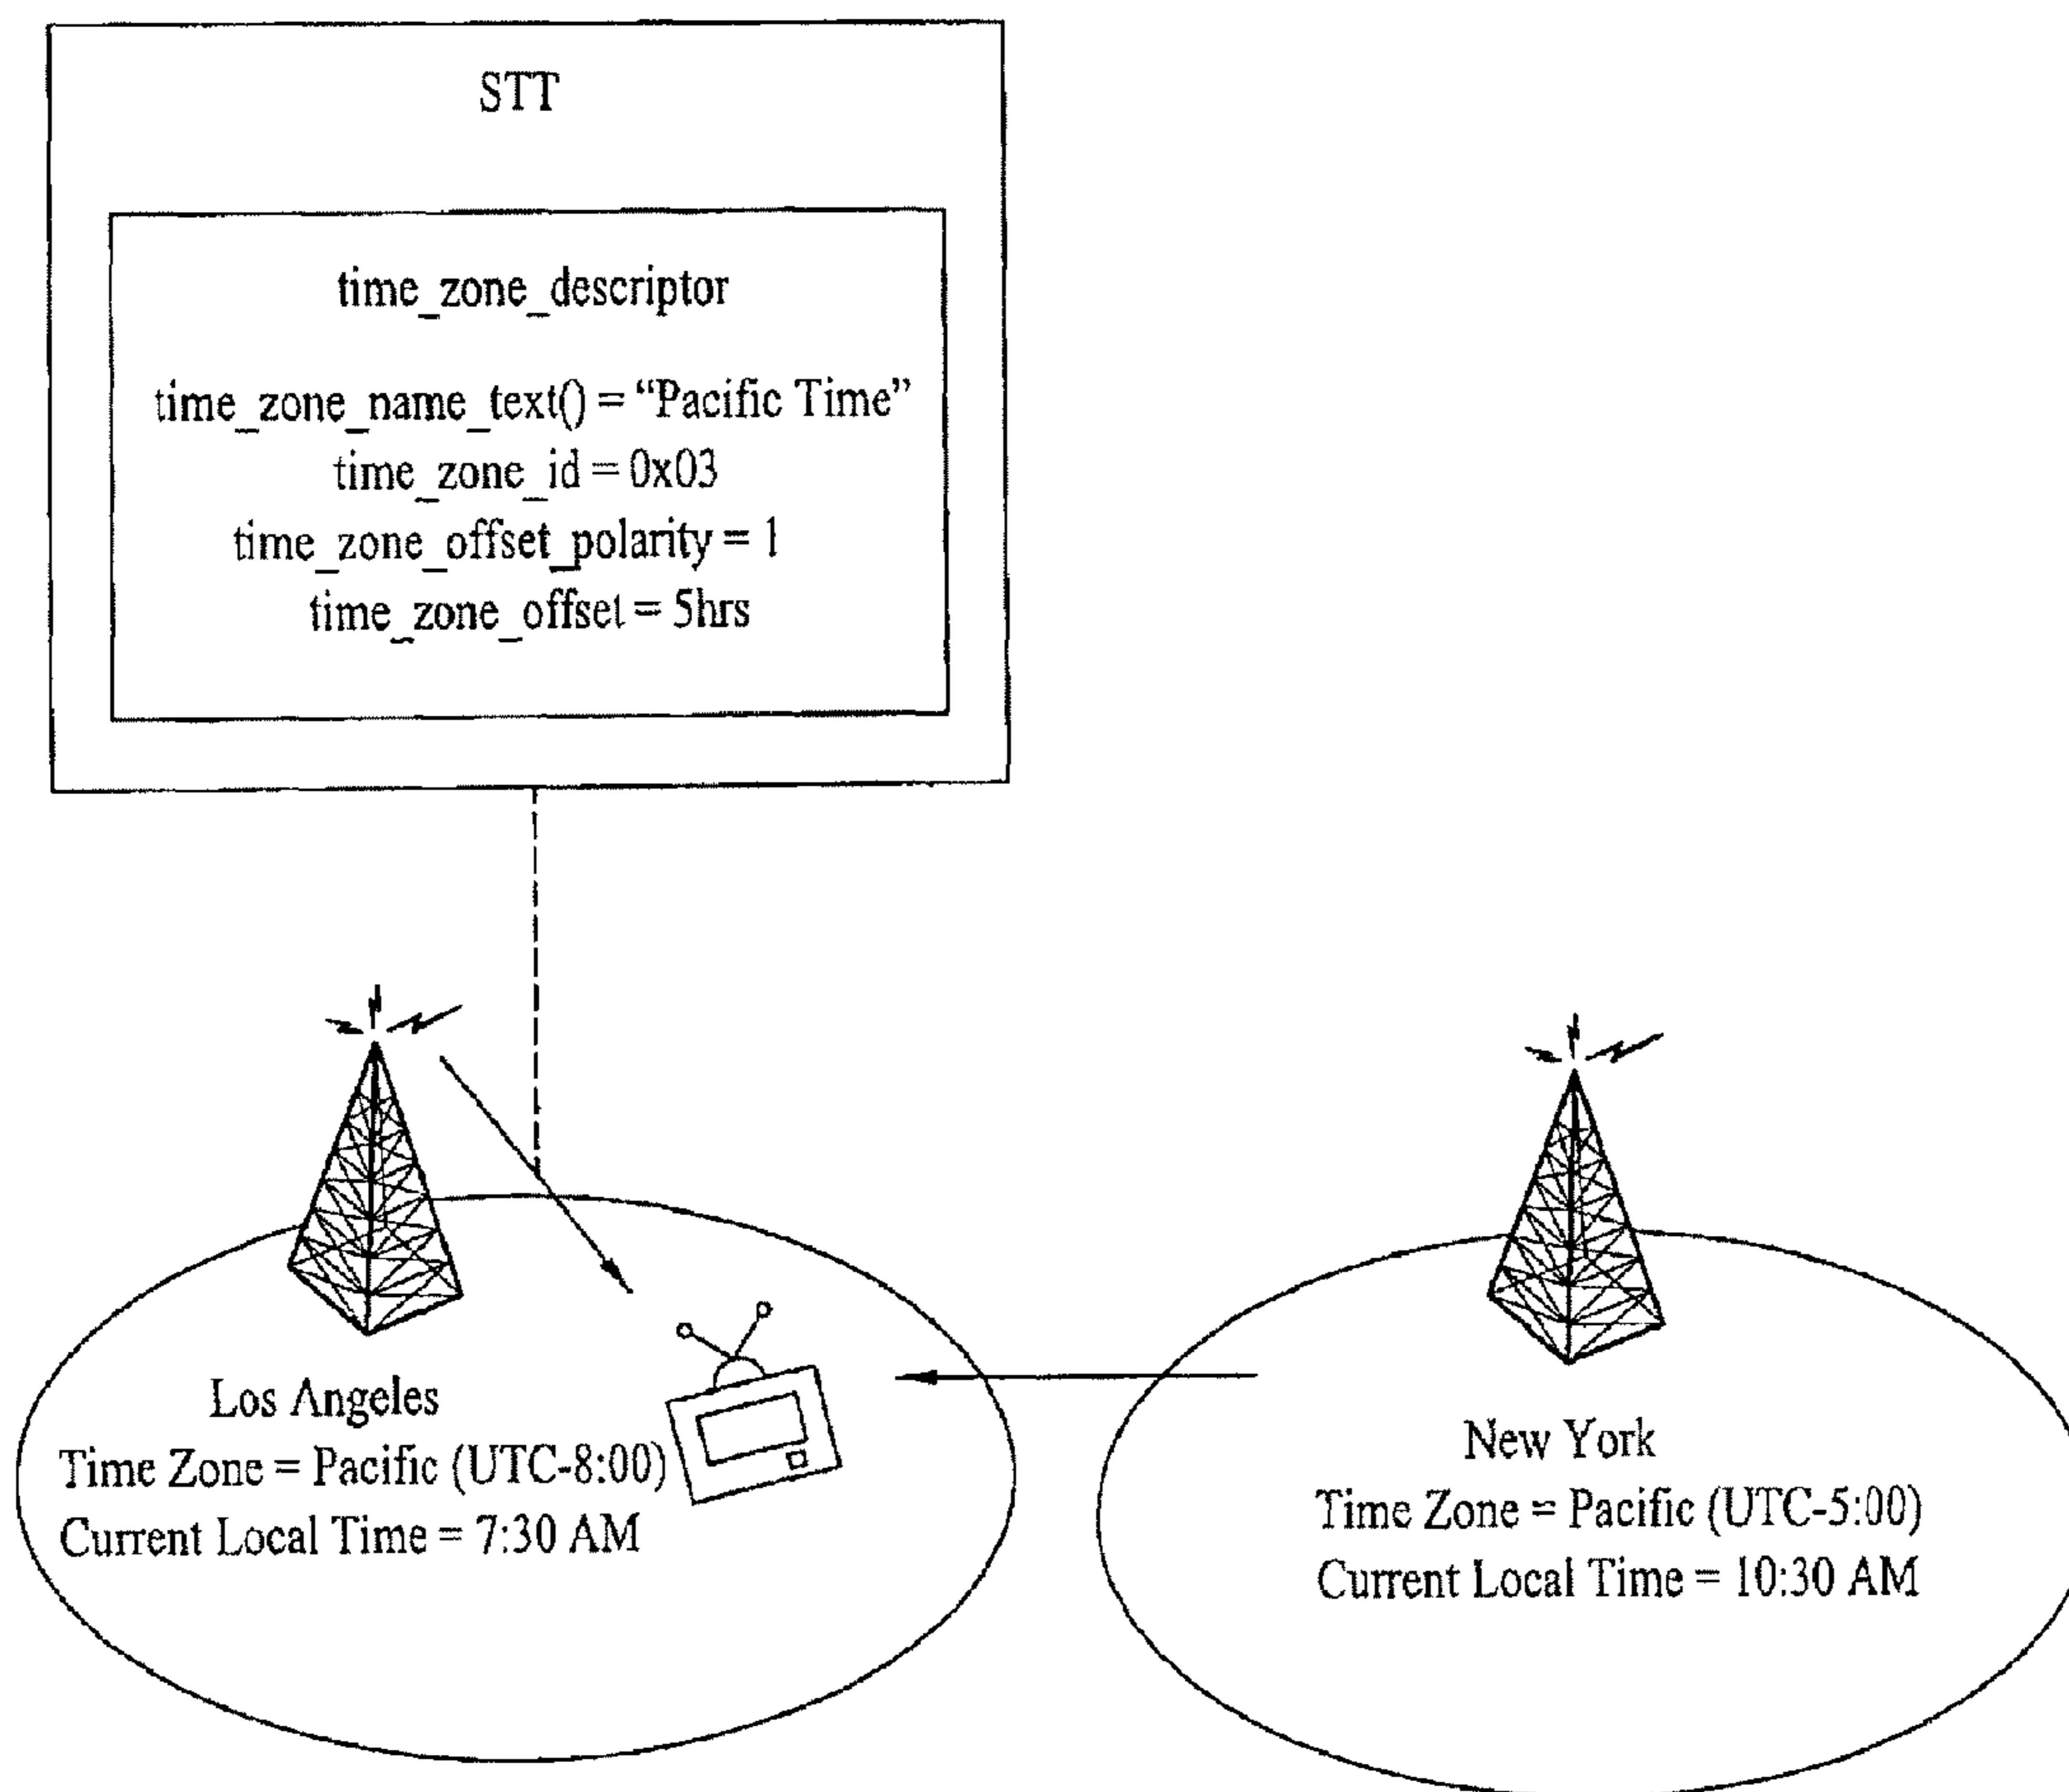 STT
time_zone_descriptor
time_zone_name_text() = “Pacific Time”
time_zone_id = 0x03
time_zone_offset_polarity = 1
time_zone_offset = 5hrs
Los Angeles
Time Zone = Pacific (UTC-8:00)
Current Local Time = 7:30 AM
New York
Time Zone = Pacific (UTC-5:00)
Current Local Time = 10:30 AM